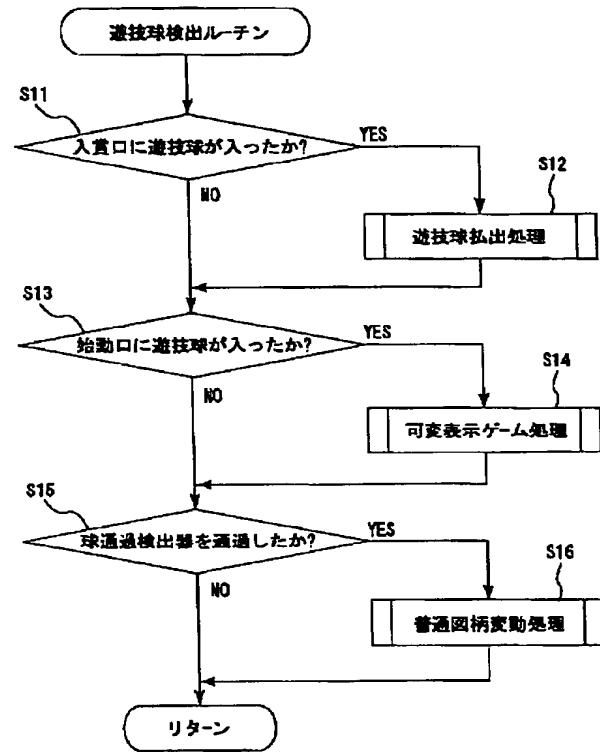 遊技球検出ルーチン
S11
入賞口に遊技球が入ったか?
YES
NO
S12
遊技球払出処理
S13
始動口に遊技球が入ったか?
YES
NO
S14
可変表示ゲーム処理
S15
球通過検出器を通過したか?
YES
NO
S16
普通図柄変動処理
リターン